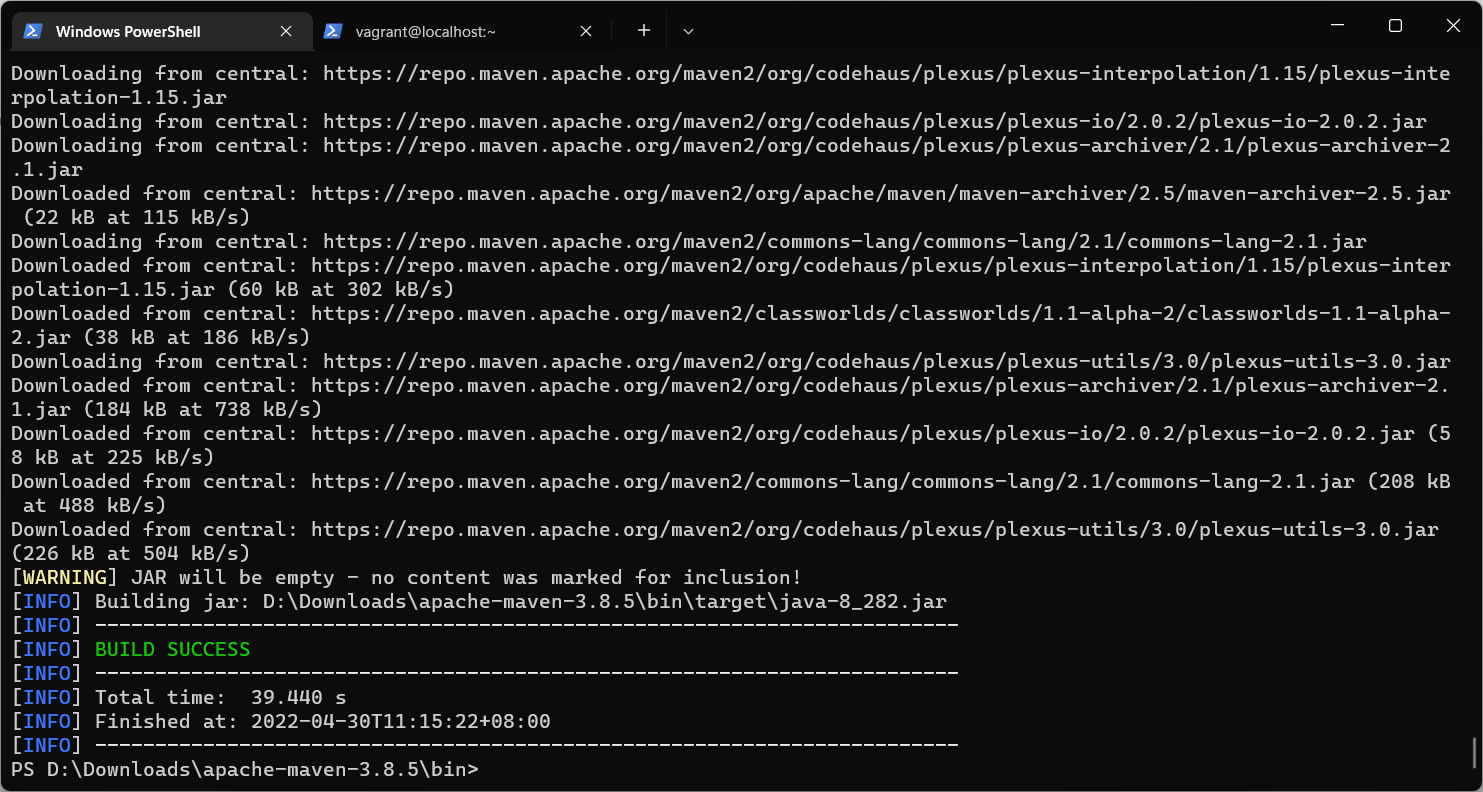 Windows PowerShell
vagrant@localhost:~
Downloading from central: https://repo.maven.apache.org/maven2/org/codehaus/plexus/plexus-interpolation/1.15/plexus-inte
rpolation-1.15.jar
Downloading from central: https://repo.maven.apache.org/maven2/org/codehaus/plexus/plexus-io/2.0.2/plexus-io-2.0.2.jar
Downloading from central: https://repo.maven.apache.org/maven2/org/codehaus/plexus/plexus-archiver/2.1/plexus-archiver-2
.1.jar
Downloaded from central: https://repo.maven.apache.org/maven2/org/apache/maven/maven-archiver/2.5/maven-archiver-2.5.jar
 (22 kB at 115 kB/s)
Downloading from central: https://repo.maven.apache.org/maven2/commons-lang/commons-lang/2.1/commons-lang-2.1.jar
Downloaded from central: https://repo.maven.apache.org/maven2/org/codehaus/plexus/plexus-interpolation/1.15/plexus-inter
polation-1.15.jar (60 kB at 302 kB/s)
Downloaded from central: https://repo.maven.apache.org/maven2/classworlds/classworlds/1.1-alpha-2/classworlds-1.1-alpha-
2.jar (38 kB at 186 kB/s)
Downloading from central: https://repo.maven.apache.org/maven2/org/codehaus/plexus/plexus-utils/3.0/plexus-utils-3.0.jar
Downloaded from central: https://repo.maven.apache.org/maven2/org/codehaus/plexus/plexus-archiver/2.1/plexus-archiver-2.
1.jar (184 kB at 738 kB/s)
Downloaded from central: https://repo.maven.apache.org/maven2/org/codehaus/plexus/plexus-io/2.0.2/plexus-io-2.0.2.jar (5
8 kB at 225 kB/s)
Downloaded from central: https://repo.maven.apache.org/maven2/commons-lang/commons-lang/2.1/commons-lang-2.1.jar (208 kB
 at 488 kB/s)
Downloaded from central: https://repo.maven.apache.org/maven2/org/codehaus/plexus/plexus-utils/3.0/plexus-utils-3.0.jar
(226 kB at 504 kB/s)
[WARNING] JAR will be empty - no content was marked for inclusion!
[INFO] Building jar: D:\Downloads\apache-maven-3.8.5\bin\target\java-8_282.jar
[INFO] ------------------------------------------------------------------------
[INFO] BUILD SUCCESS
[INFO] ------------------------------------------------------------------------
[INFO] Total time:  39.440 s
[INFO] Finished at: 2022-04-30T11:15:22+08:00
[INFO] ------------------------------------------------------------------------
PS D:\Downloads\apache-maven-3.8.5\bin>